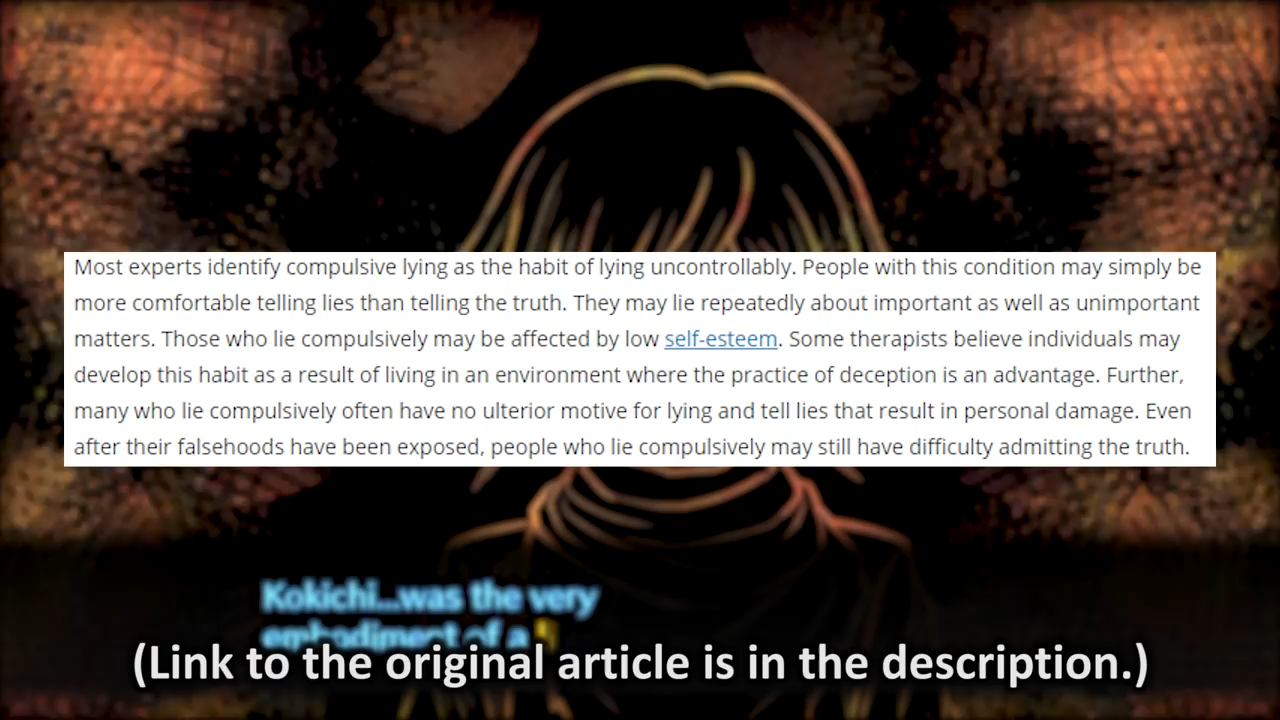 Most experts identify compulsive lying as the habit of lying uncontrollably. People with this condition may simply be
more comfortable telling lies than telling the truth. They may lie repeatedly about important as well as unimportant
matters. Those who lie compulsively may be affected by low self-esteem. Some therapists believe individuals may
develop this habit as a result of living in an environment where the practice of deception is an advantage. Further,
many who lie compulsively often have no ulterior motive for lying and tell lies that result in personal damage. Even
after their falsehoods have been exposed, people who lie compulsively may still have difficulty admitting the truth.
Kokichi...was the very
embodiment of a
(Link to the original article is in the description.)